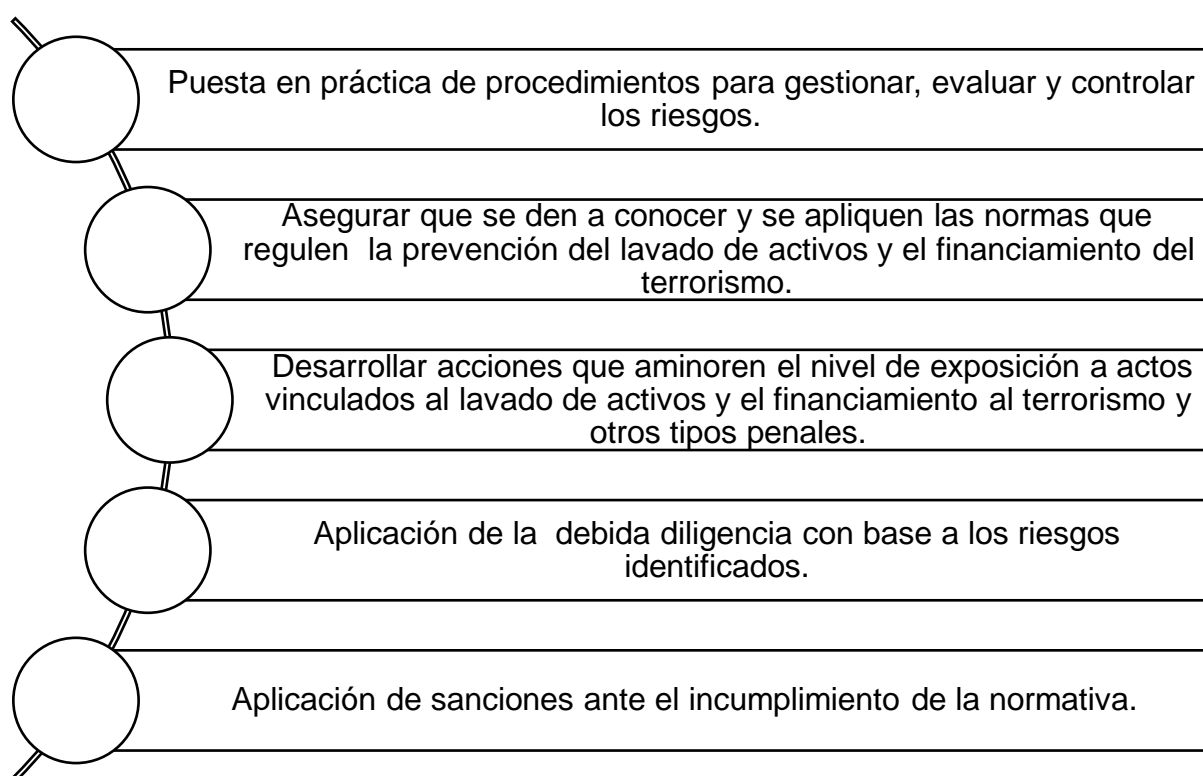 Puesta en práctica de procedimientos para gestionar, evaluar y controlar
los riesgos.
Asegurar que se den a conocer y se apliquen las normas que
regulen  la prevención del lavado de activos y el financiamiento del
terrorismo.
Desarrollar acciones que aminoren el nivel de exposición a actos
vinculados al lavado de activos y el financiamiento al terrorismo y
otros tipos penales.
Aplicación de la  debida diligencia con base a los riesgos
identificados.
Aplicación de sanciones ante el incumplimiento de la normativa.